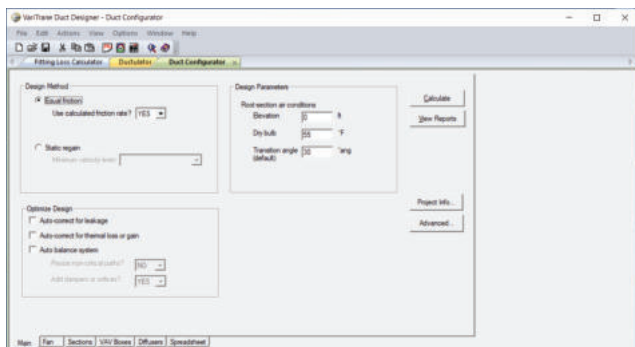 VariTrane Duct Designer - Duct Configurator
File Edit Actions View Options Window Help
Fitting Loss Calculator Ductulator Duct Configurator
Design Method
Equal friction
Use calculated friction rate? YES
Static regain
Minimum velocity level:
Design Parameters
Root-section air conditions
Elevation 0 ft
Dry bulb 55 °F
Transition angle 30 °ang
(default)
Calculate
View Reports
Project Info...
Advanced...
Optimize Design
Auto-correct for leakage
Auto-correct for thermal loss or gain
Auto balance system
non-critical paths? NO
Add dampers or orifices? YES
Main Fan Sections VAV Boxes Diffusers Spreadsheet